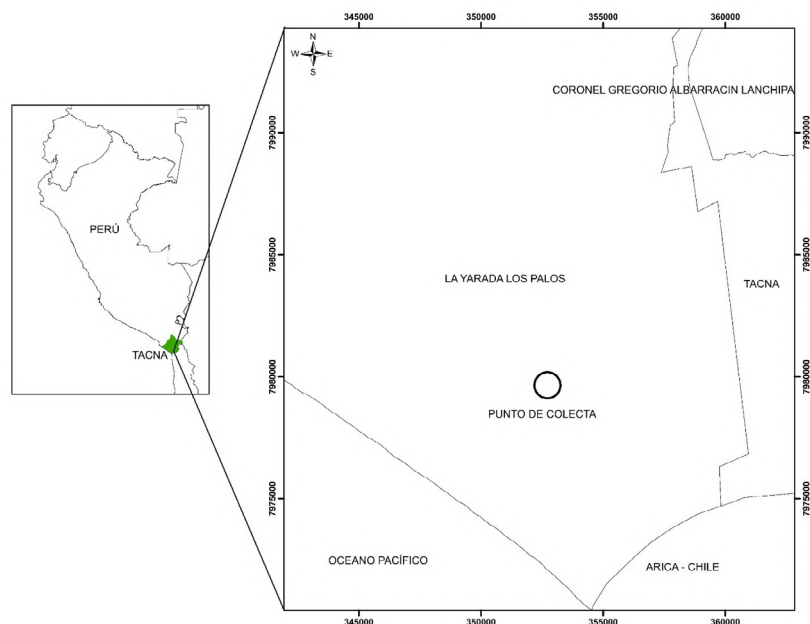 345000
350000
355000
360000
N
W E
S
CORONEL GREGORIO ALBARRACIN LANCHIPA
7990000
7990000
PERÚ
7985000
7985000
LA YARADA LOS PALOS
TACNA
TACNA
7980000
7980000
PUNTO DE COLECTA
7975000
7975000
OCEANO PACÍFICO
ARICA - CHILE
345000
350000
355000
360000